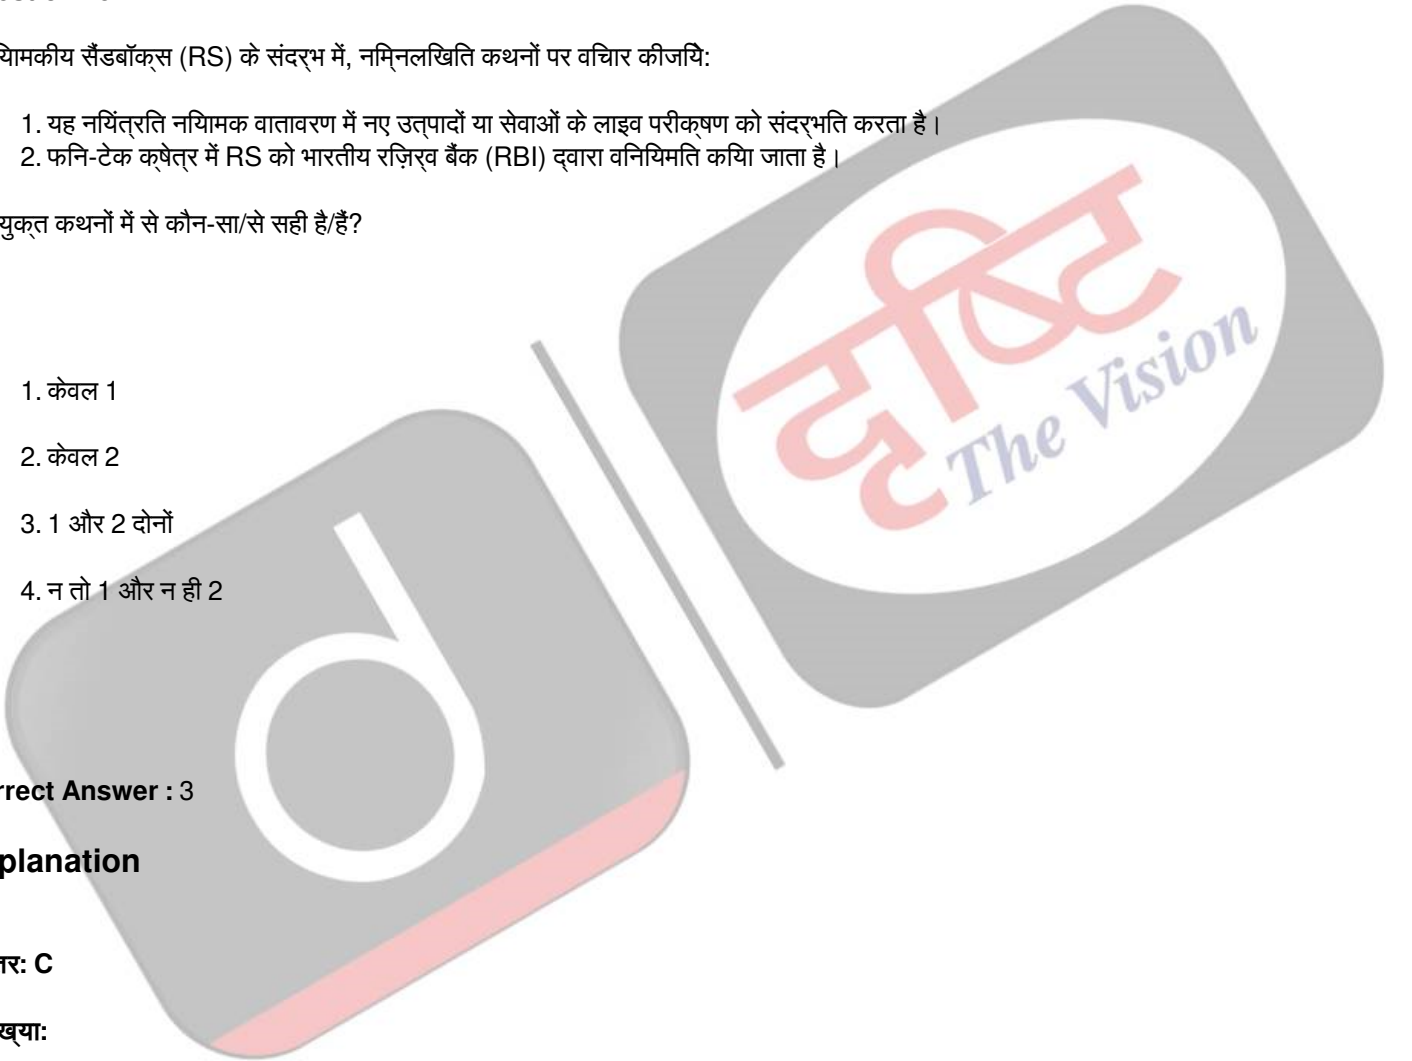 यामकीय सैंडबॉक्स (RS) के संदर्भ में, निम्नलिखित कथनों पर विचार कीजिये:
1. यह नियंत्रित नियामक वातावरण में नए उत्पादों या सेवाओं के लाइव परीक्षण को संदर्भित करता है।
2. फिन-टेक क्षेत्र में RS को भारतीय रिज़र्व बैंक (RBI) द्वारा विनियमित किया जाता है।
युक्त कथनों में से कौन-सा/से सही है/हैं?
1. केवल 1
2. केवल 2
3. 1 और 2 दोनों
4. न तो 1 और न ही 2
दृष्टि
The Vision
d
rrect Answer : 3
planation
तर: C
ख्या: